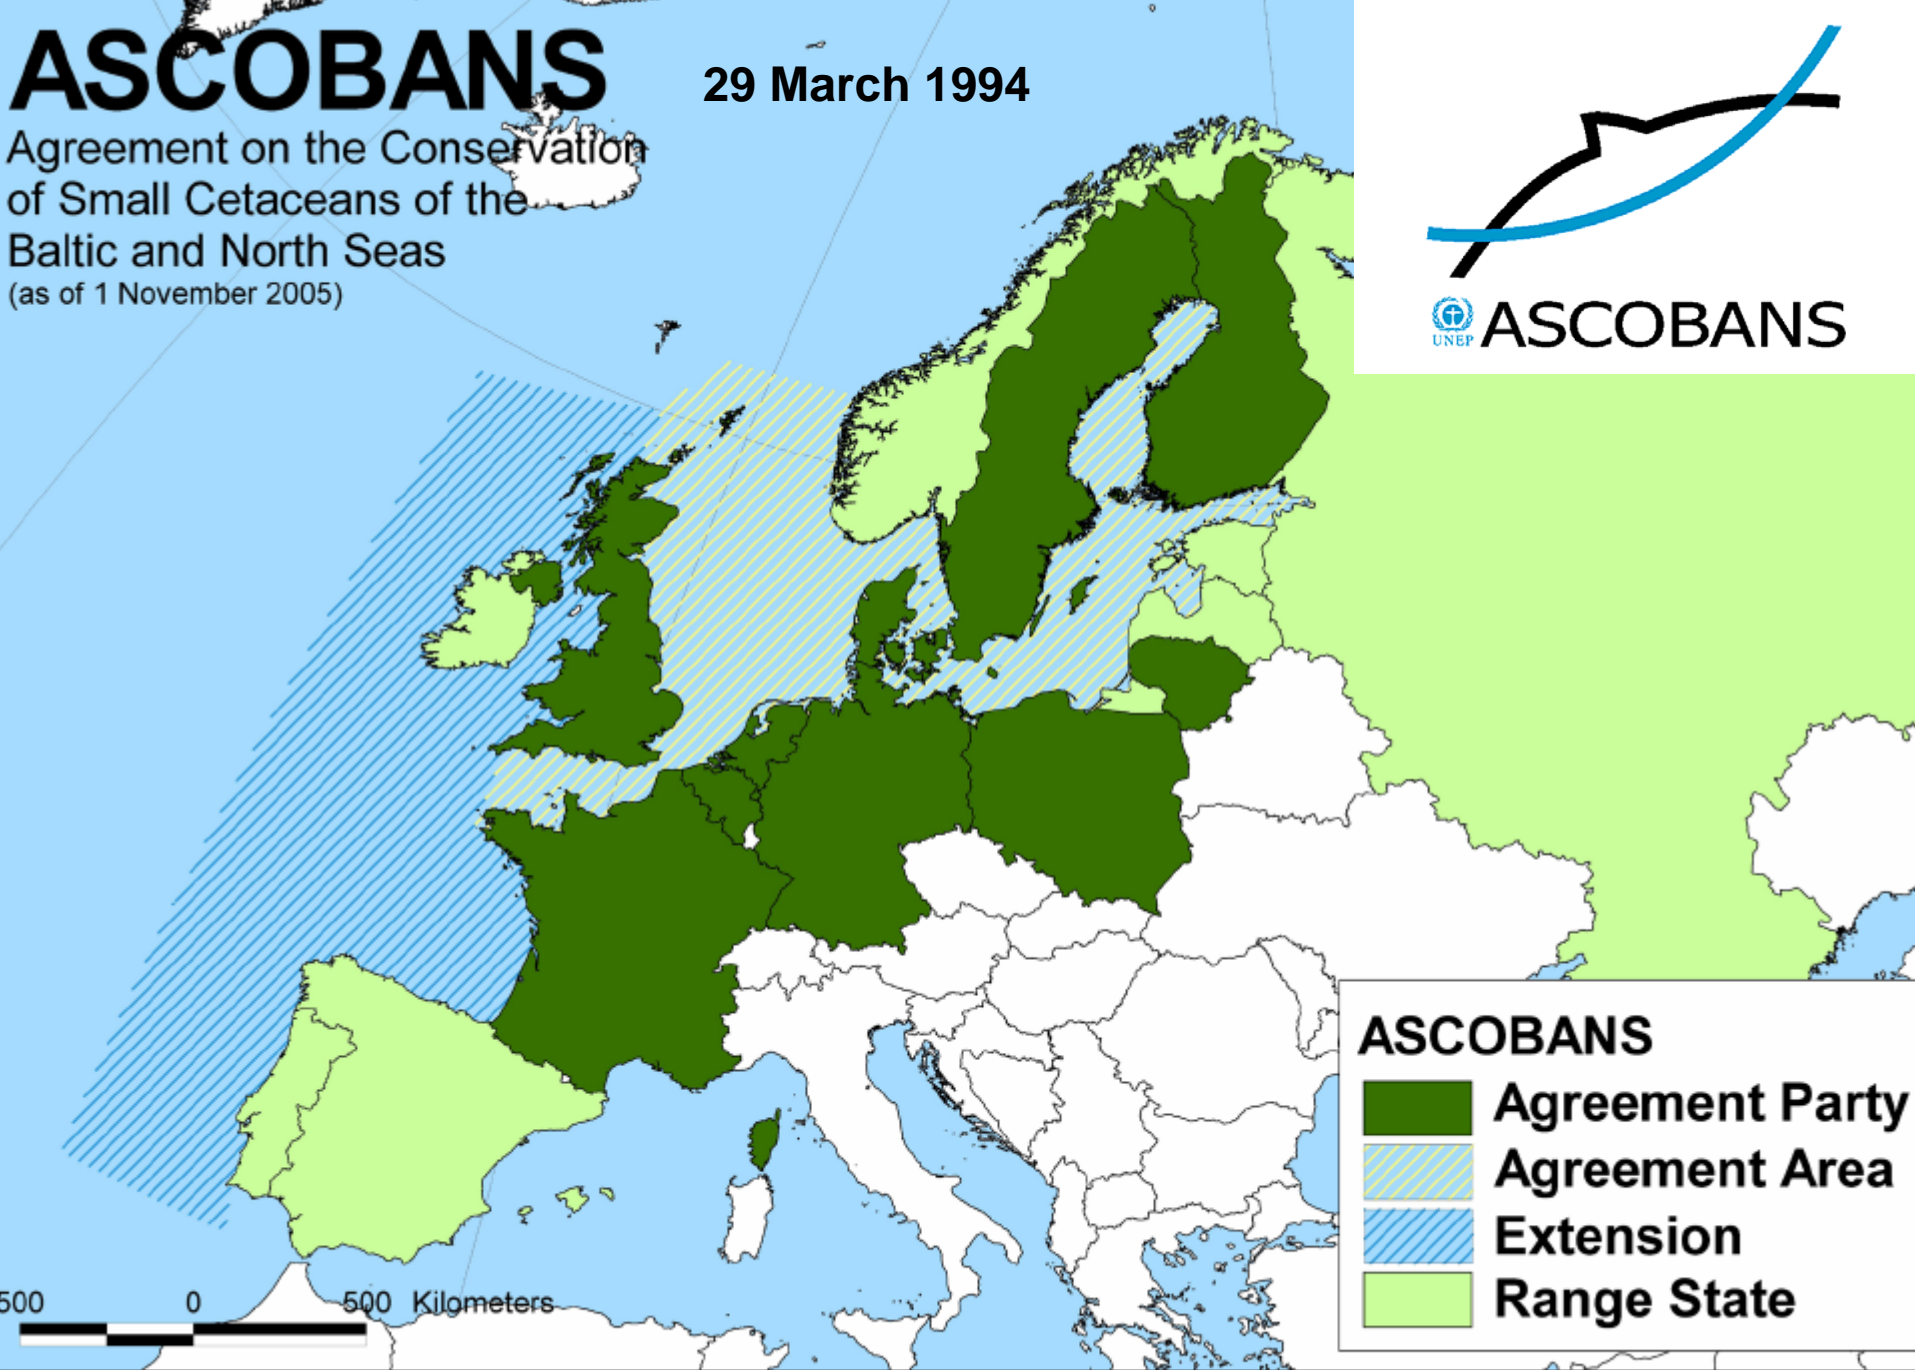 ASCOBANS
Agreement on the Conservation
of Small Cetaceans of the
Baltic and North Seas
(as of 1 November 2005)
29 March 1994
UNEP ASCOBANS
ASCOBANS
Agreement Party
Agreement Area
Extension
Range State
500 0 500 Kilometers